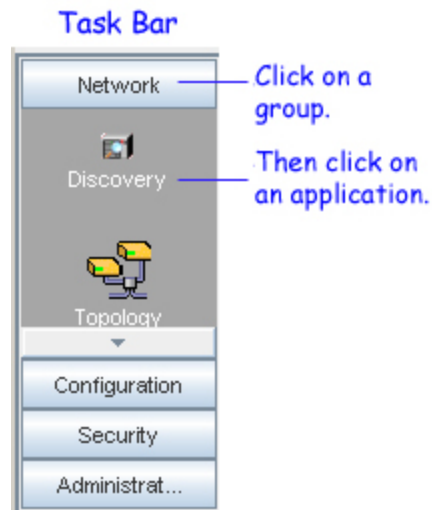 Task Bar
Network
Click on a
group.
Discovery
Then click on
an application.
Topology
Configuration
Security
Administrat...